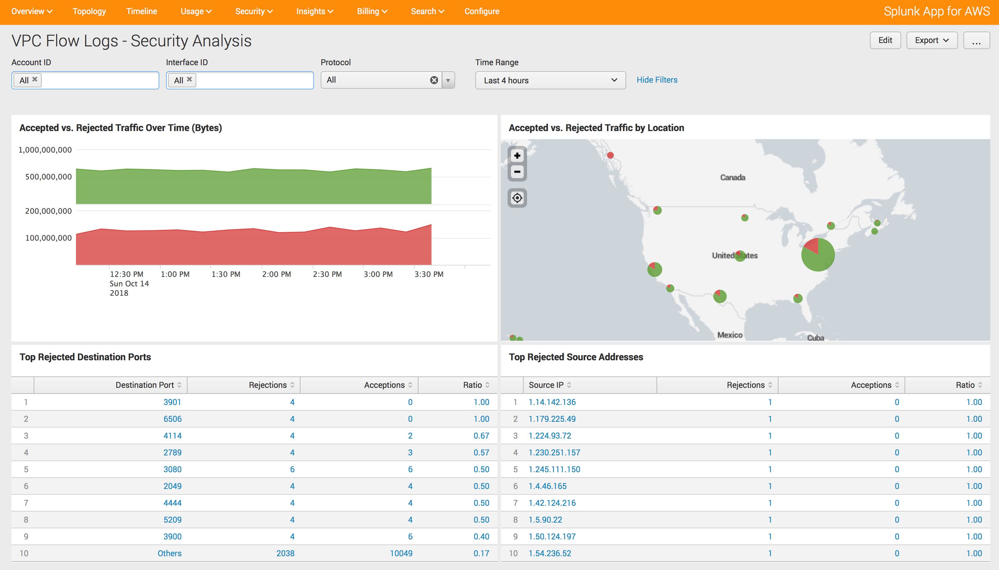 Overview Topology Timeline Usage Security Insights Billing Search Configure Splunk App for AWS
VPC Flow Logs - Security Analysis
Edit Export ...
Account ID Interface ID Protocol Time Range
All All All Last 4 hours Hide Filters
Accepted vs. Rejected Traffic Over Time (Bytes)
1,000,000,000
500,000,000
200,000,000
100,000,000
12:30 PM 1:00 PM 1:30 PM 2:00 PM 2:30 PM 3:00 PM 3:30 PM
Sun Oct 14
2018
Accepted vs. Rejected Traffic by Location
Canada
United States
Mexico
Cuba
Top Rejected Destination Ports
Destination Port Rejections Acceptions Ratio
1 3901 4 0 1.00
2 6506 4 0 1.00
3 4114 4 2 0.67
4 2789 4 3 0.57
5 3080 6 6 0.50
6 2049 4 4 0.50
7 4444 4 4 0.50
8 5209 4 4 0.50
9 3900 4 6 0.40
10 Others 2038 10049 0.17
Top Rejected Source Addresses
Source IP Rejections Acceptions Ratio
1 1.14.142.136 1 0 1.00
2 1.179.225.49 1 0 1.00
3 1.224.93.72 1 0 1.00
4 1.230.251.157 1 0 1.00
5 1.245.111.150 1 0 1.00
6 1.4.46.165 1 0 1.00
7 1.42.124.216 1 0 1.00
8 1.5.90.22 1 0 1.00
9 1.50.124.197 1 0 1.00
10 1.54.236.52 1 0 1.00